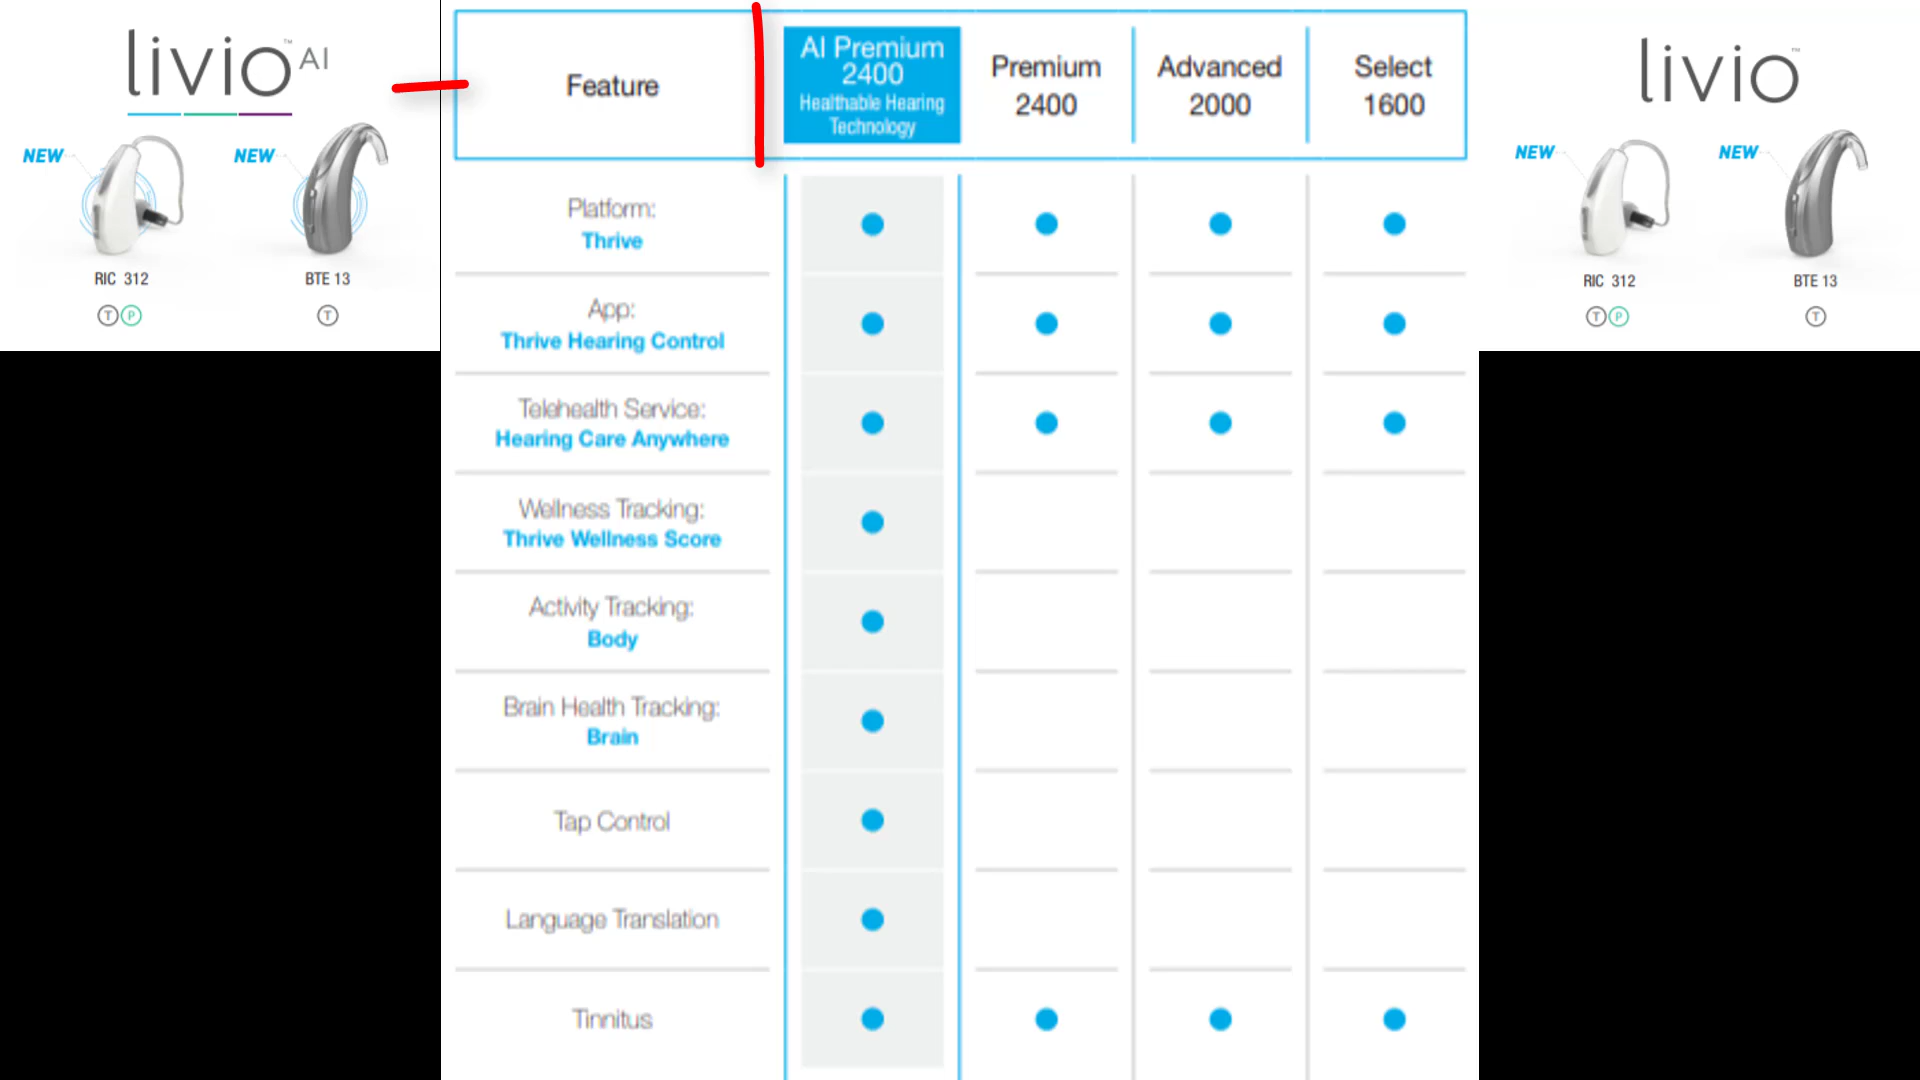 livio™ AI
NEW
NEW
RIC 312
BTE 13
T P
T
Feature
AI Premium
2400
Healthable Hearing
Technology
Premium
2400
Advanced
2000
Select
1600
Platform:
Thrive
App:
Thrive Hearing Control
Telehealth Service:
Hearing Care Anywhere
Wellness Tracking:
Thrive Wellness Score
Activity Tracking:
Body
Brain Health Tracking:
Brain
Tap Control
Language Translation
Tinnitus
livio™
NEW
NEW
RIC 312
BTE 13
T P
T